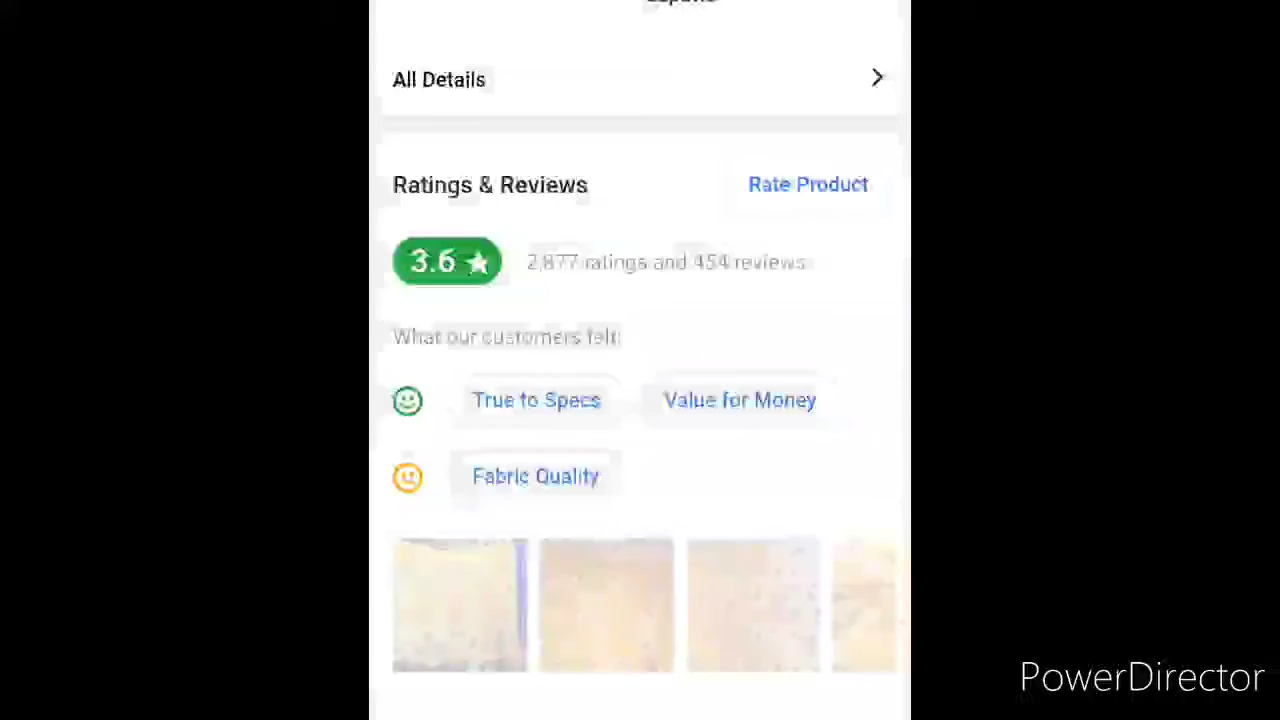 All Details
Ratings & Reviews
Rate Product
3.6 ★
2,877 ratings and 454 reviews
What our customers felt:
True to Specs
Value for Money
Fabric Quality
PowerDirector